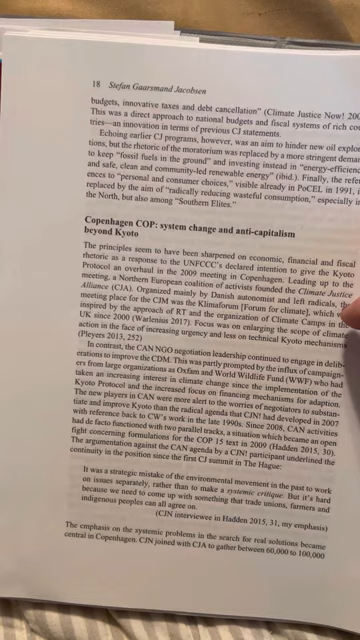 18 Stefan Gaarsmand Jacobsen
budgets, innovative taxes and debt cancellation” (Climate Justice Now! 200
This was a direct approach to national budgets and fiscal systems of rich cou
tries—an innovation in terms of previous CJ statements.
Echoing earlier CJ programs, however, was an aim to hinder new oil explor
tions, but the rhetoric of the moratorium was replaced by a more stringent deman
to keep “fossil fuels in the ground” and investing instead in “energy-efficienc
and safe, clean and community-led renewable energy” (ibid.). Finally, the refer
ences to “personal and consumer choices,” visible already in PoCEL in 1991, i
replaced by the aim of “radically reducing wasteful consumption,” especially in
the North, but also among “Southern Elites.”
Copenhagen COP: system change and anti-capitalism
beyond Kyoto
The principles seem to have been sharpened on economic, financial and fiscal
rhetoric as a response to the UNFCCC’s declared intention to give the Kyoto
Protocol an overhaul in the 2009 meeting in Copenhagen. Leading up to the
meeting, a Northern European coalition of activists founded the Climate Justice
Alliance (CJA). Organized mainly by Danish autonomist and left radicals, the
meeting place for the CJM was the Klimaforum [Forum for climate], which w
inspired by the approach of RT and the organization of Climate Camps in the
UK since 2000 (Warlenius 2017). Focus was on enlarging the scope of climate
action in the face of increasing urgency and less on technical Kyoto mechanisms
(Pleyers 2013, 252)
In contrast, the CAN NGO negotiation leadership continued to engage in delib-
erations to improve the CDM. This was partly prompted by the influx of campaign-
ers from large organizations as Oxfam and World Wildlife Fund (WWF) who had
taken an increasing interest in climate change since the implementation of the
Kyoto Protocol and the increased focus on financing mechanisms for adaption.
The new players in CAN were more alert to the worries of negotiators to substan-
tiate and improve Kyoto than the radical agenda that CJN! had developed in 2007
with reference back to CW’s work in the late 1990s. Since 2008, CAN activities
had de facto functioned with two parallel tracks, a situation which became an open
fight concerning formulations for the COP 15 text in 2009 (Hadden 2015, 30).
The argumentation against the CAN agenda by a CJN! participant underlined the
continuity in the position since the first CJ summit in The Hague:
It was a strategic mistake of the environmental movement in the past to work
on issues separately, rather than to make a systemic critique. But it’s hard
because we need to come up with something that trade unions, farmers and
indigenous peoples can all agree on.
(CJN interviewee in Hadden 2015, 31, my emphasis)
The emphasis on the systemic problems in the search for real solutions became
central in Copenhagen. CJN joined with CJA to gather between 60,000 to 100,000